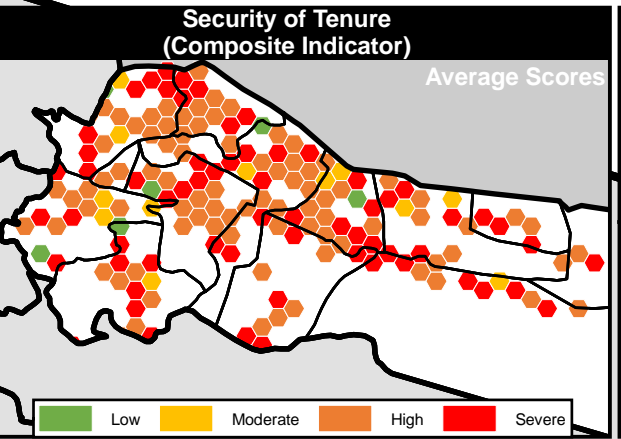 Security of Tenure
(Composite Indicator)
Average Scores
Low Moderate High Severe